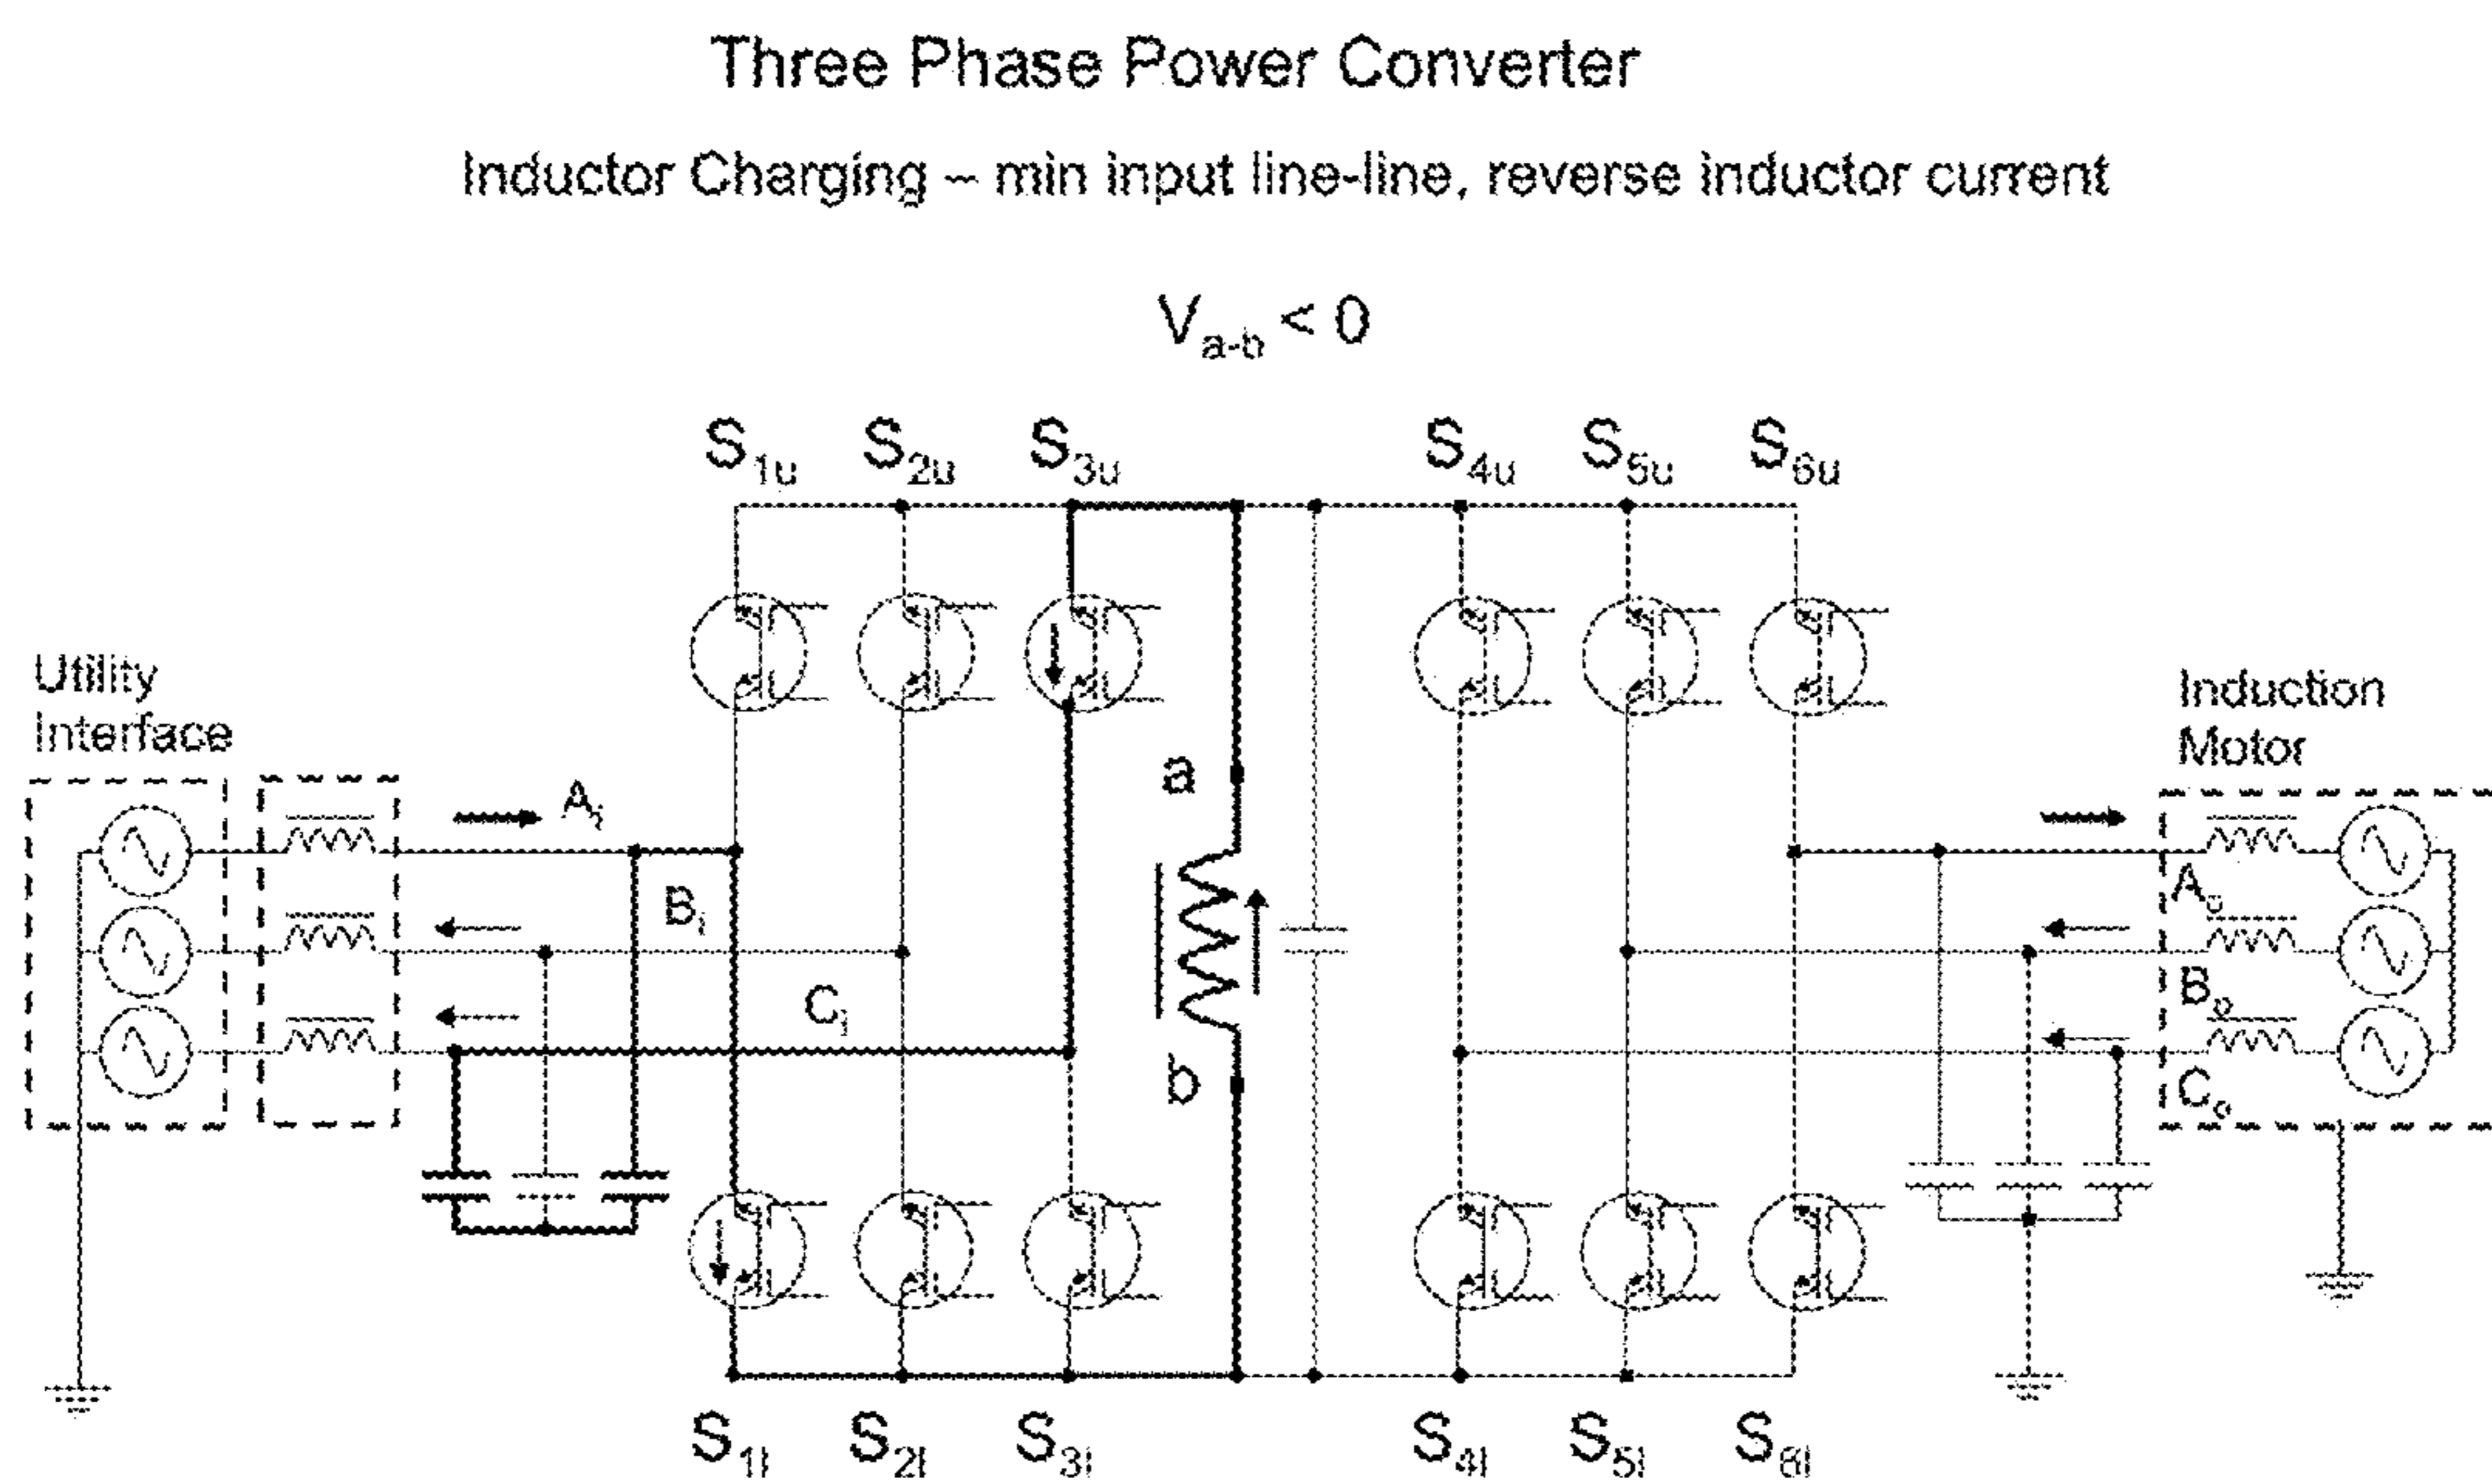 Three Phase Power Converter
Inductor Charging – min input line-line, reverse inductor current
Va-b < 0
S1u S2u S3u S4u S5u S6u
Utility
Interface
Induction
Motor
Ai
a
Bi
Ao
Ci
Bo
b
Co
S1l S2l S3l S4l S5l S6l